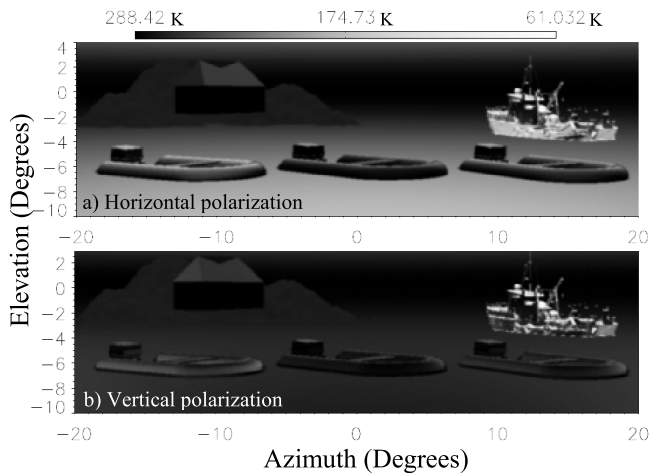 288.42 K 174.73 K 61.032 K
4
2
0
−2
−4
−6
−8
−10
a) Horizontal polarization
−20 −10 0 10 20
2
0
−2
−4
−6
−8
−10
b) Vertical polarization
−20 −10 0 10 20
Elevation (Degrees)
Azimuth (Degrees)